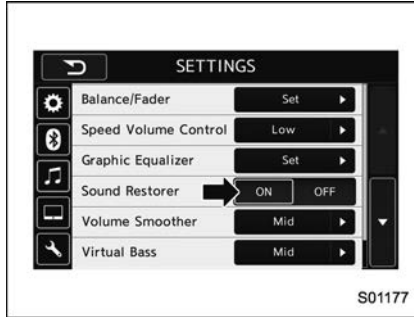 SETTINGS
Balance/Fader Set
Speed Volume Control Low
Graphic Equalizer Set
Sound Restorer ON OFF
Volume Smoother Mid
Virtual Bass Mid
S01177